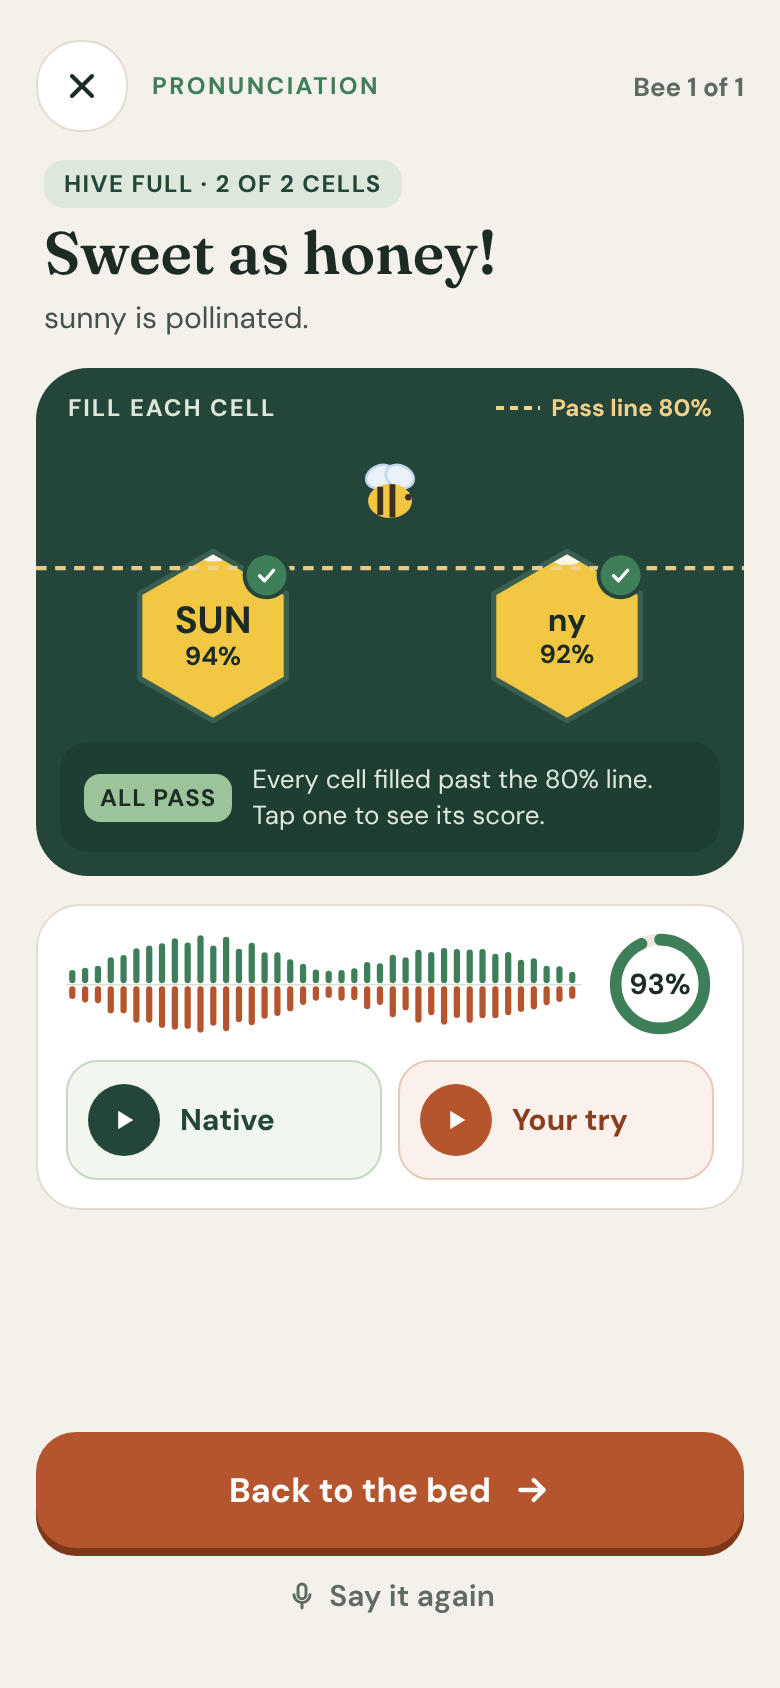 PRONUNCIATION
Bee 1 of 1
HIVE FULL · 2 OF 2 CELLS
Sweet as honey!
sunny is pollinated.
FILL EACH CELL
Pass line 80%
SUN
94%
ny
92%
ALL PASS
Every cell filled past the 80% line.
Tap one to see its score.
93%
Native
Your try
Back to the bed
Say it again